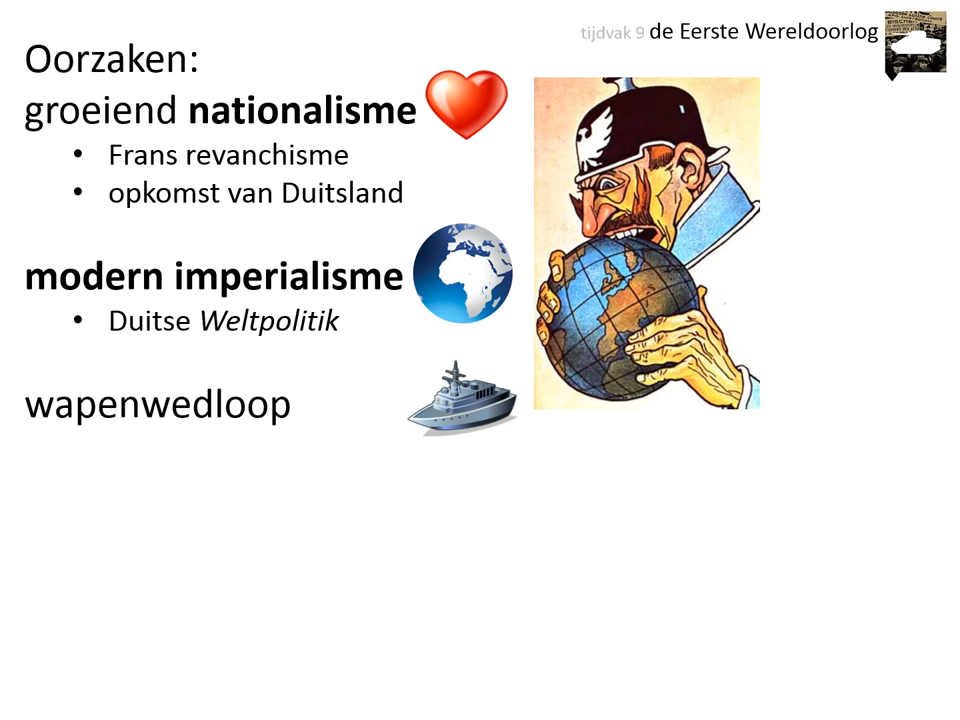 tijdvak 9 de Eerste Wereldoorlog
Oorzaken:
groeiend nationalisme
• Frans revanchisme
• opkomst van Duitsland
modern imperialisme
• Duitse Weltpolitik
wapenwedloop